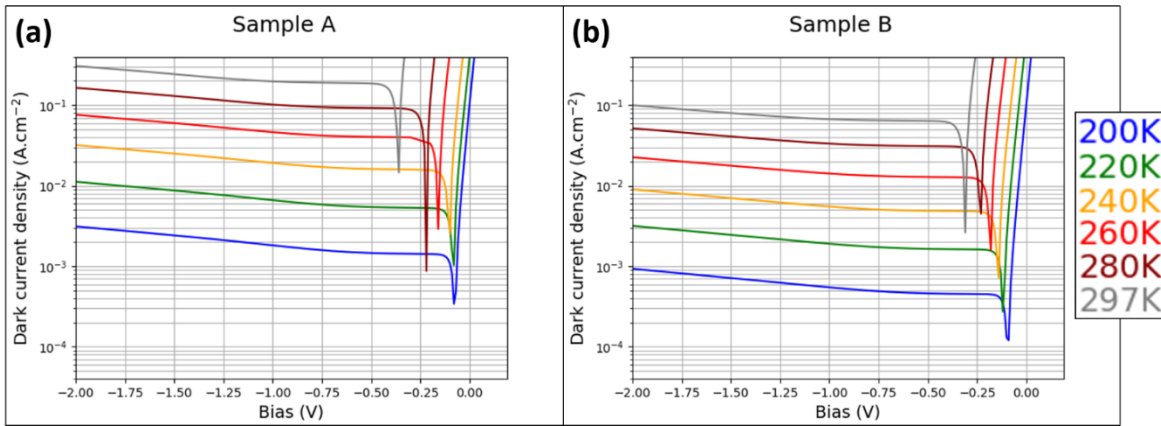 (a)
Sample A
Dark current density (A.cm⁻²)
10⁻¹
10⁻²
10⁻³
10⁻⁴
−2.00 −1.75 −1.50 −1.25 −1.00 −0.75 −0.50 −0.25 0.00
Bias (V)
(b)
Sample B
Dark current density (A.cm⁻²)
10⁻¹
10⁻²
10⁻³
10⁻⁴
−2.00 −1.75 −1.50 −1.25 −1.00 −0.75 −0.50 −0.25 0.00
Bias (V)
200K
220K
240K
260K
280K
297K